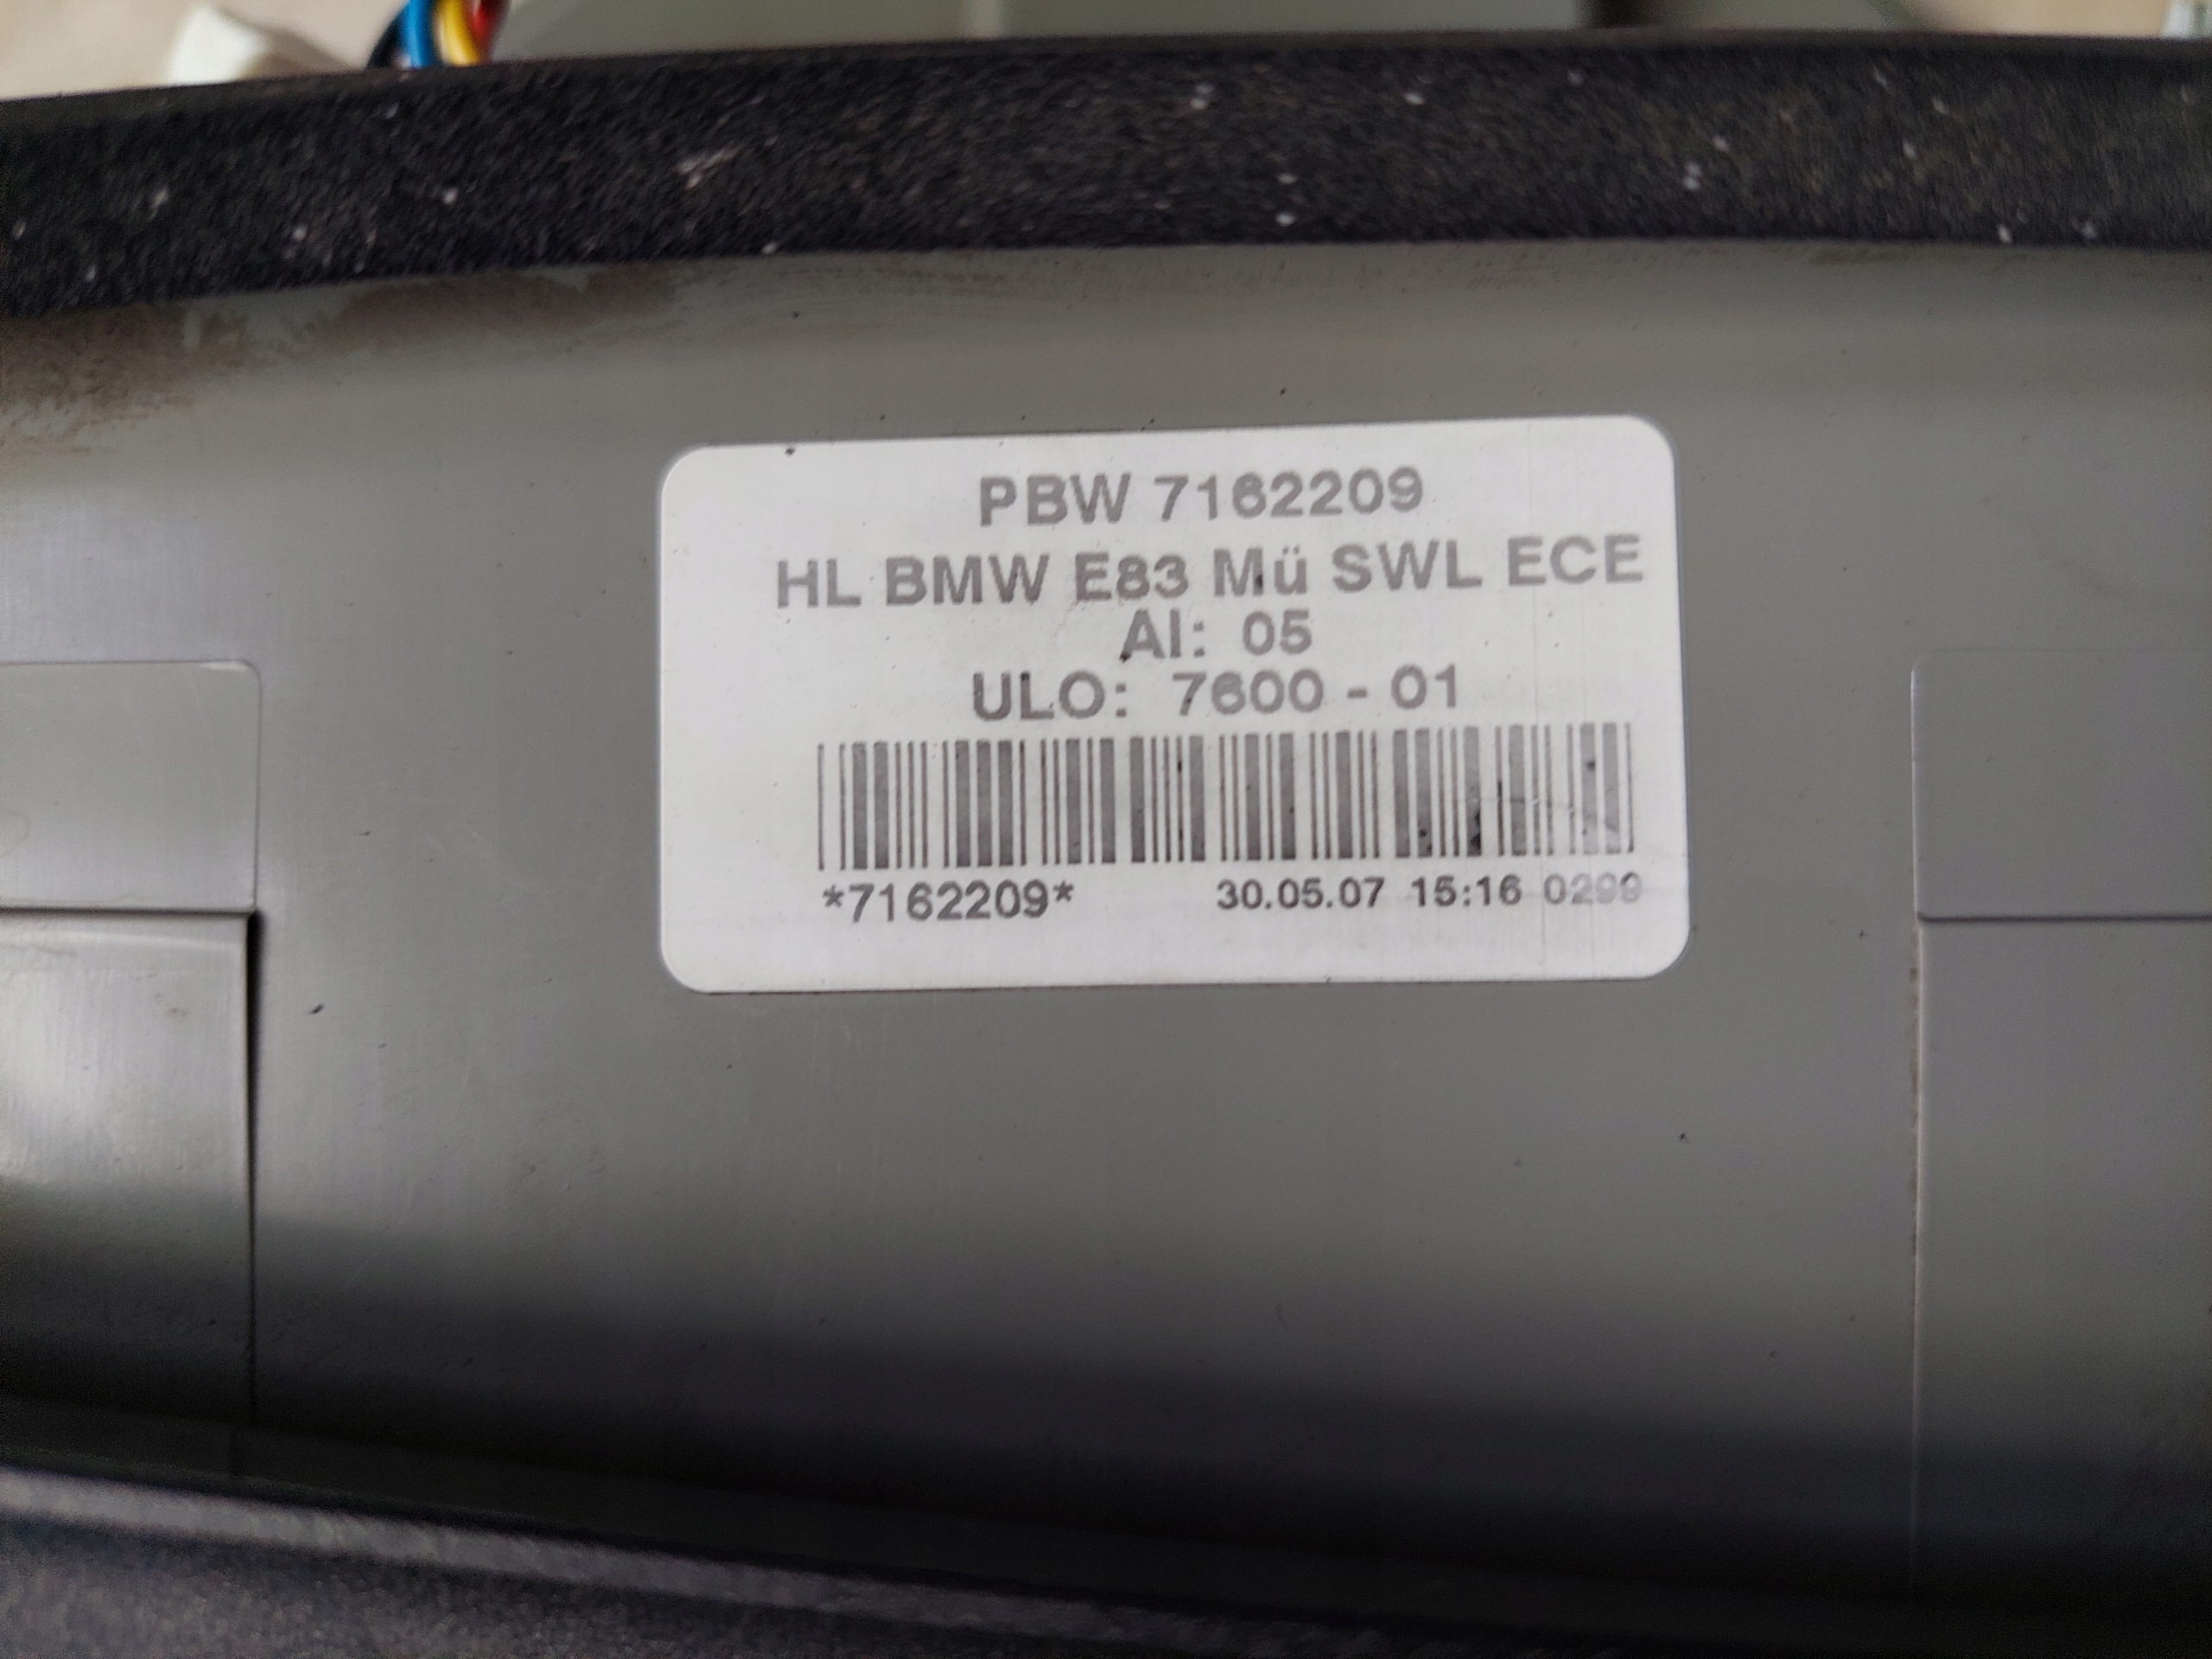 PBW 7162209
HL BMW E83 Mü SWL ECE
AI: 05
ULO: 7600 - 01
*7162209* 30.05.07 15:16 0299